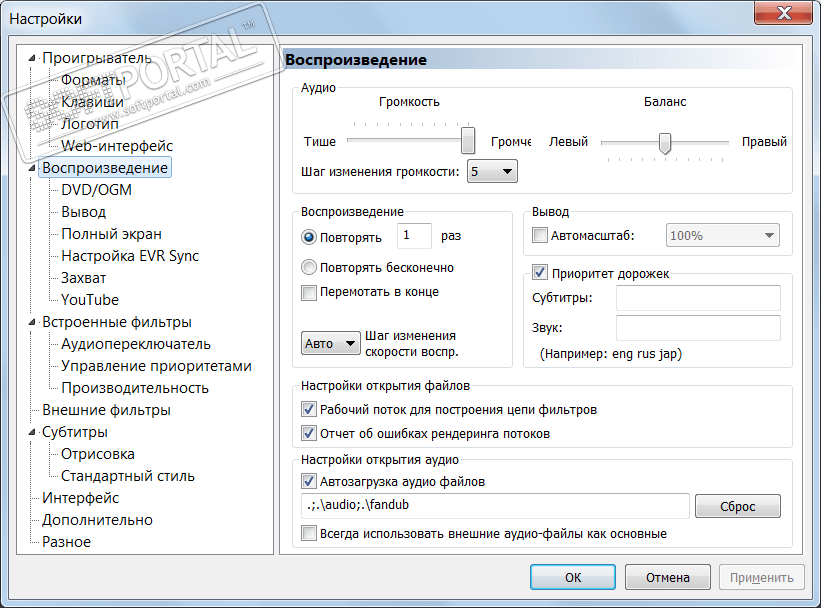 Настройки
SOFTPORTAL™
www.softportal.com
Проигрыватель
Форматы
Клавиши
Логотип
Web-интерфейс
Воспроизведение
DVD/OGM
Вывод
Полный экран
Настройка EVR Sync
Захват
YouTube
Встроенные фильтры
Аудиопереключатель
Управление приоритетами
Производительность
Внешние фильтры
Субтитры
Отрисовка
Стандартный стиль
Интерфейс
Дополнительно
Разное
Воспроизведение
Аудио
Громкость Баланс
Тише Громче Левый Правый
Шаг изменения громкости: 5
Воспроизведение
Повторять 1 раз
Повторять бесконечно
Перемотать в конце
Авто Шаг изменения
скорости воспр.
Вывод
Автомасштаб: 100%
Приоритет дорожек
Субтитры:
Звук:
(Например: eng rus jap)
Настройки открытия файлов
Рабочий поток для построения цепи фильтров
Отчет об ошибках рендеринга потоков
Настройки открытия аудио
Автозагрузка аудио файлов
.;.\audio;.\fandub Сброс
Всегда использовать внешние аудио-файлы как основные
ОК Отмена Применить